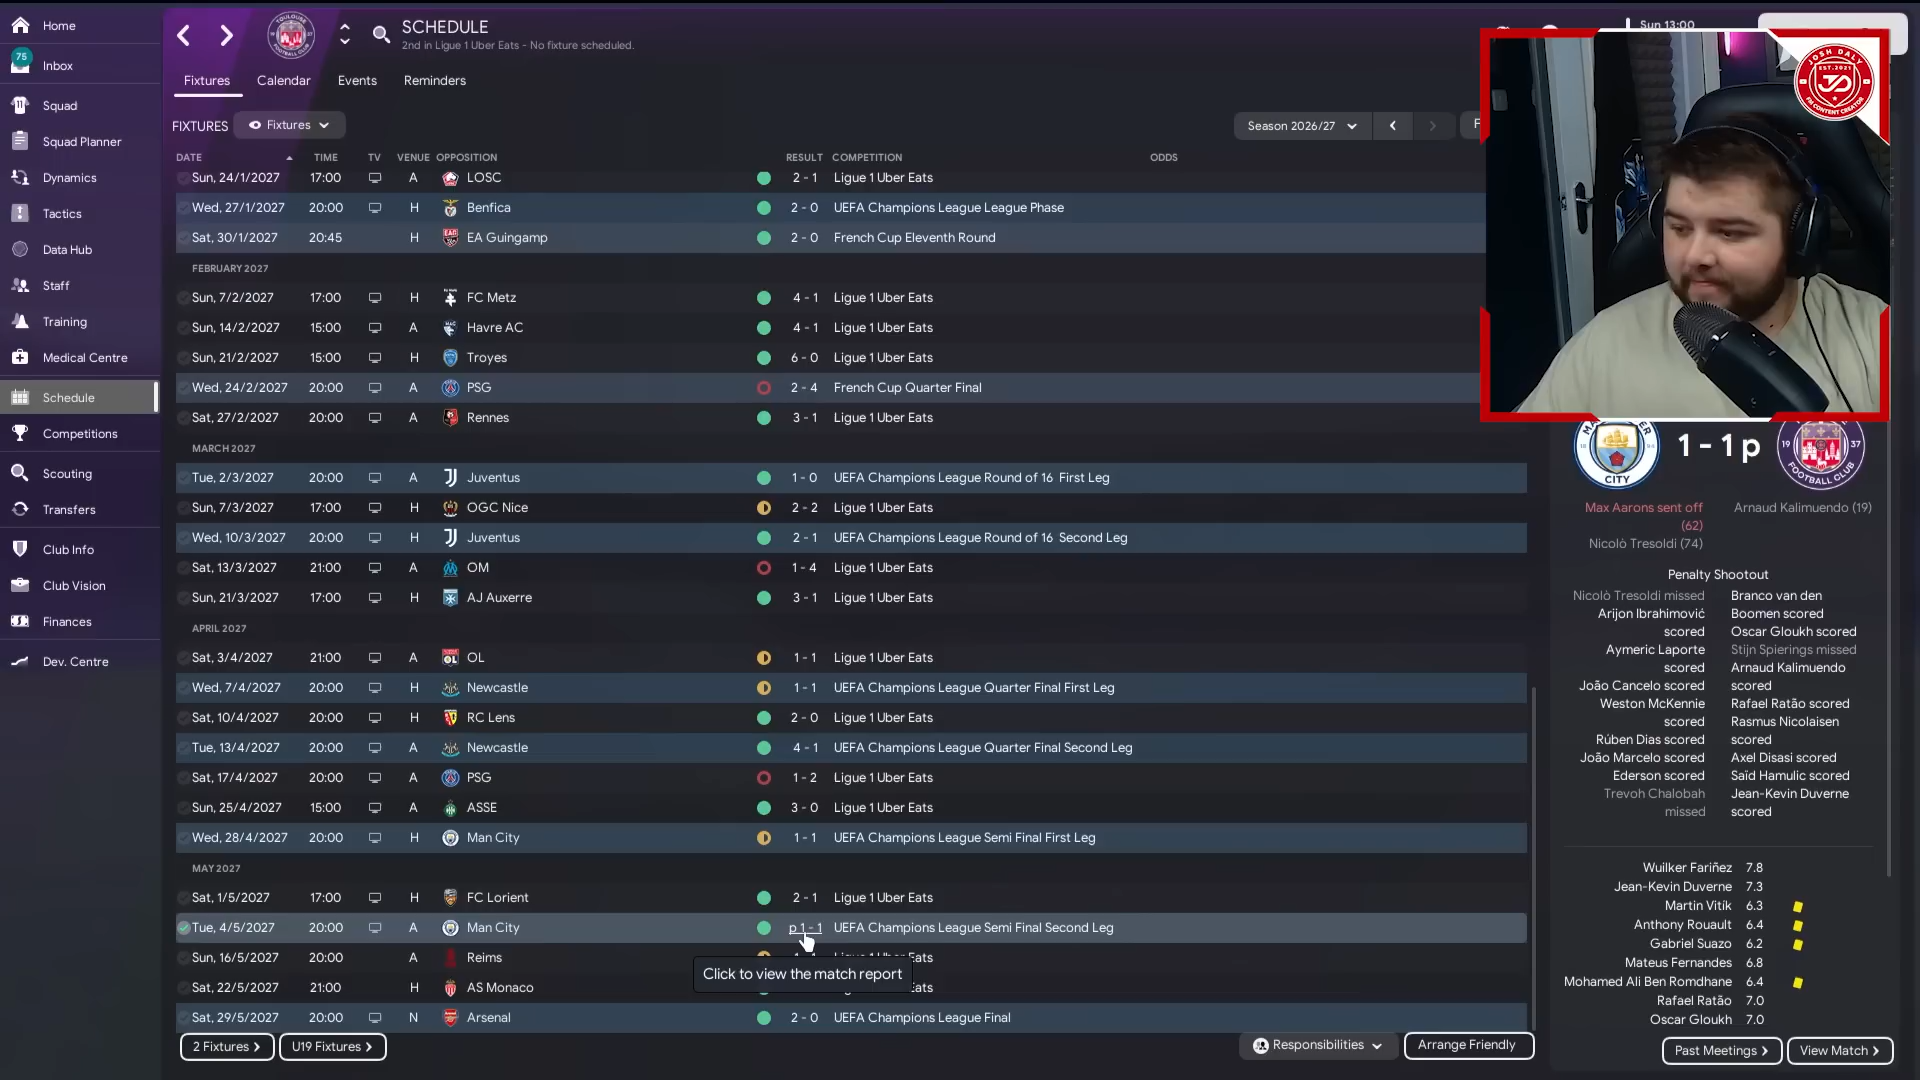 Home
75
Inbox
Squad
Squad Planner
Dynamics
Tactics
Data Hub
Staff
Training
Medical Centre
Schedule
Competitions
Scouting
Transfers
Club Info
Club Vision
Finances
Dev. Centre
SCHEDULE
2nd in Ligue 1 Uber Eats - No fixture scheduled.
Sun 13:00
Fixtures Calendar Events Reminders
FIXTURES Fixtures Season 2026/27
DATE TIME TV VENUE OPPOSITION RESULT COMPETITION ODDS
Sun, 24/1/2027 17:00 A LOSC 2 - 1 Ligue 1 Uber Eats
Wed, 27/1/2027 20:00 H Benfica 2 - 0 UEFA Champions League League Phase
Sat, 30/1/2027 20:45 H EA Guingamp 2 - 0 French Cup Eleventh Round
FEBRUARY 2027
Sun, 7/2/2027 17:00 H FC Metz 4 - 1 Ligue 1 Uber Eats
Sun, 14/2/2027 15:00 A Havre AC 4 - 1 Ligue 1 Uber Eats
Sun, 21/2/2027 15:00 H Troyes 6 - 0 Ligue 1 Uber Eats
Wed, 24/2/2027 20:00 A PSG 2 - 4 French Cup Quarter Final
Sat, 27/2/2027 20:00 A Rennes 3 - 1 Ligue 1 Uber Eats
MARCH 2027
Tue, 2/3/2027 20:00 A Juventus 1 - 0 UEFA Champions League Round of 16 First Leg
Sun, 7/3/2027 17:00 H OGC Nice 2 - 2 Ligue 1 Uber Eats
Wed, 10/3/2027 20:00 H Juventus 2 - 1 UEFA Champions League Round of 16 Second Leg
Sat, 13/3/2027 21:00 A OM 1 - 4 Ligue 1 Uber Eats
Sun, 21/3/2027 17:00 H AJ Auxerre 3 - 1 Ligue 1 Uber Eats
APRIL 2027
Sat, 3/4/2027 21:00 A OL 1 - 1 Ligue 1 Uber Eats
Wed, 7/4/2027 20:00 H Newcastle 1 - 1 UEFA Champions League Quarter Final First Leg
Sat, 10/4/2027 20:00 H RC Lens 2 - 0 Ligue 1 Uber Eats
Tue, 13/4/2027 20:00 A Newcastle 4 - 1 UEFA Champions League Quarter Final Second Leg
Sat, 17/4/2027 20:00 A PSG 1 - 2 Ligue 1 Uber Eats
Sun, 25/4/2027 15:00 A ASSE 3 - 0 Ligue 1 Uber Eats
Wed, 28/4/2027 20:00 H Man City 1 - 1 UEFA Champions League Semi Final First Leg
MAY 2027
Sat, 1/5/2027 17:00 H FC Lorient 2 - 1 Ligue 1 Uber Eats
Tue, 4/5/2027 20:00 A Man City p 1 - 1 UEFA Champions League Semi Final Second Leg
Sun, 16/5/2027 20:00 A Reims Eats
Click to view the match report
Sat, 22/5/2027 21:00 H AS Monaco Eats
Sat, 29/5/2027 20:00 N Arsenal 2 - 0 UEFA Champions League Final
2 Fixtures U19 Fixtures Responsibilities Arrange Friendly
JOSH DALY
EST. 2021
JD
FM CONTENT CREATOR
CITY
1 - 1 p
19 37
FOOTBALL CLUB
Max Aarons sent off
(62)
Nicolò Tresoldi (74)
Arnaud Kalimuendo (19)
Penalty Shootout
Nicolò Tresoldi missed
Arijon Ibrahimović
scored
Aymeric Laporte
scored
João Cancelo scored
Weston McKennie
scored
Rúben Dias scored
João Marcelo scored
Ederson scored
Trevoh Chalobah
missed
Branco van den
Boomen scored
Oscar Gloukh scored
Stijn Spierings missed
Arnaud Kalimuendo
scored
Rafael Ratão scored
Rasmus Nicolaisen
scored
Axel Disasi scored
Saïd Hamulic scored
Jean-Kevin Duverne
scored
Wuilker Fariñez 7.8
Jean-Kevin Duverne 7.3
Martin Vitík 6.3
Anthony Rouault 6.4
Gabriel Suazo 6.2
Mateus Fernandes 6.8
Mohamed Ali Ben Romdhane 6.4
Rafael Ratão 7.0
Oscar Gloukh 7.0
Past Meetings View Match